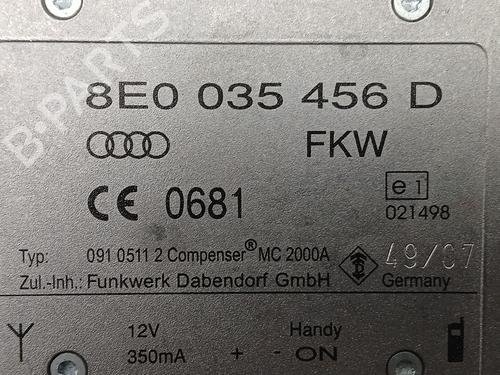 B-PARTS
8E0 035 456 D
FKW
CE 0681
e1
021498
Typ: 091 0511 2 Compenser® MC 2000A
49/07
Zul.-Inh.: Funkwerk Dabendorf GmbH
Germany
12V
Handy
350mA + - ON